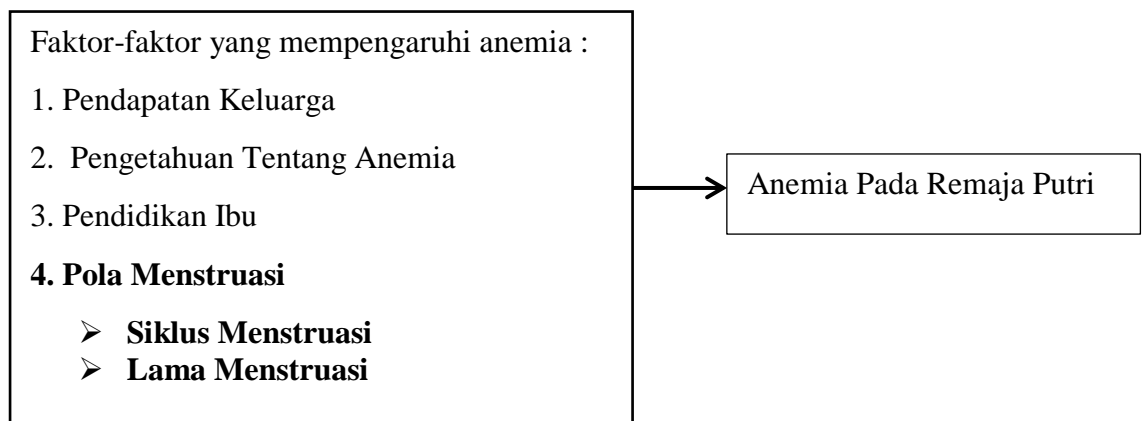 Faktor-faktor yang mempengaruhi anemia :
1. Pendapatan Keluarga
2. Pengetahuan Tentang Anemia
3. Pendidikan Ibu
4. Pola Menstruasi
➢ Siklus Menstruasi
➢ Lama Menstruasi
Anemia Pada Remaja Putri